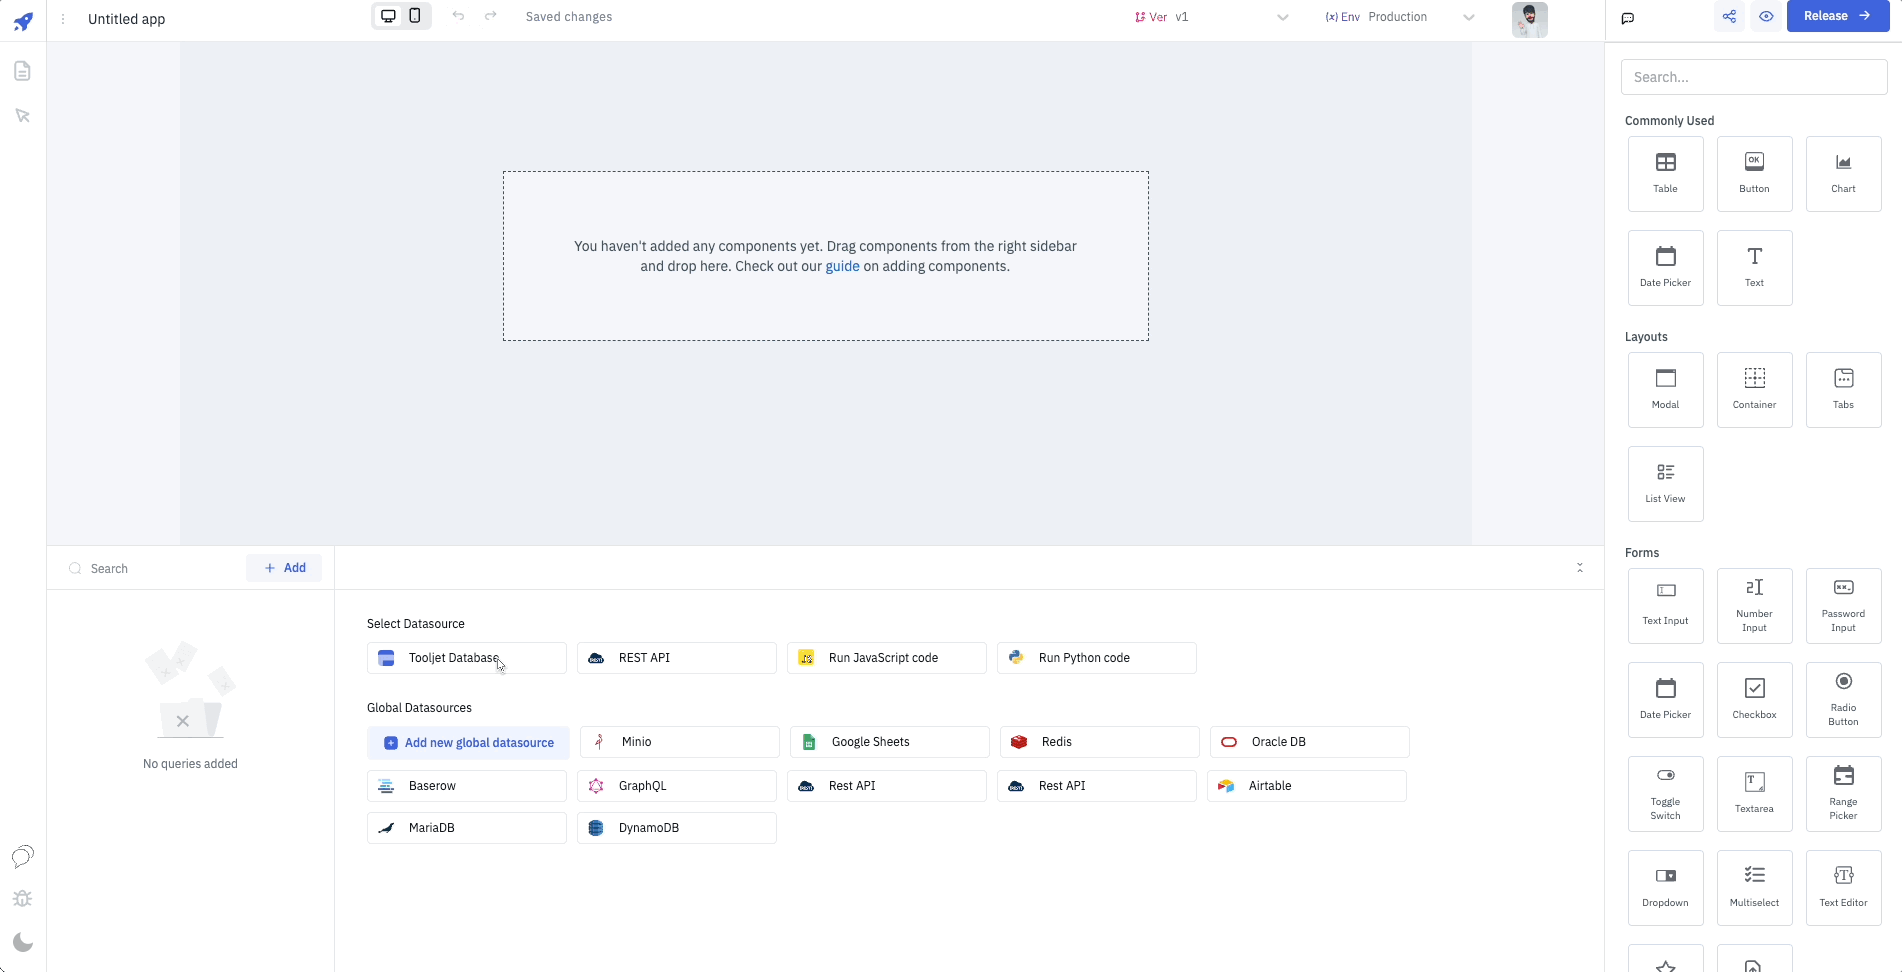 Untitled app
Saved changes
Ver v1
(x) Env Production
Release
Search...
Commonly Used
Table
OK
Button
Chart
Date Picker
Text
Layouts
Modal
Container
Tabs
List View
Forms
Text Input
Number
Input
Password
Input
Date Picker
Checkbox
Radio
Button
Toggle
Switch
Textarea
Range
Picker
Dropdown
Multiselect
Text Editor
You haven't added any components yet. Drag components from the right sidebar
and drop here. Check out our guide on adding components.
Search
+ Add
No queries added
Select Datasource
Tooljet Database
REST API
Run JavaScript code
Run Python code
Global Datasources
Add new global datasource
Minio
Google Sheets
Redis
Oracle DB
Baserow
GraphQL
Rest API
Rest API
Airtable
MariaDB
DynamoDB